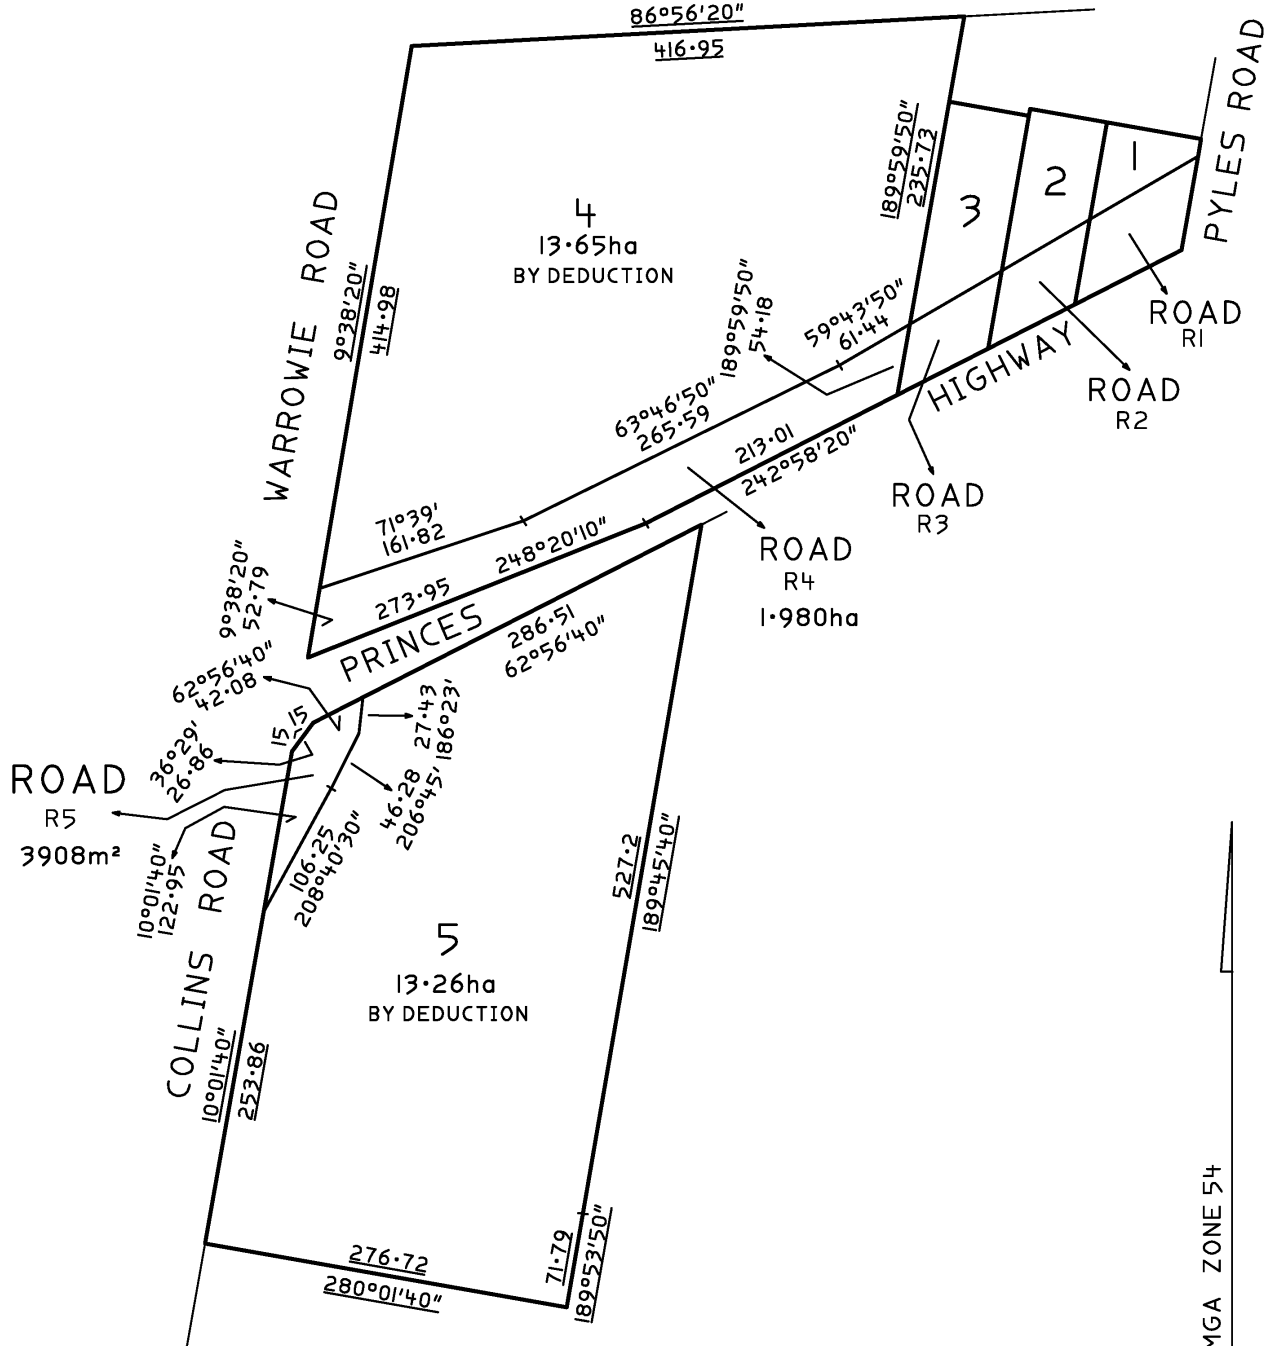 86°56'20"
416·95
4
13·65ha
BY DEDUCTION
9°38'20"
414·98
WARROWIE ROAD
189°59'50"
235·73
3
2
1
PYLES ROAD
189°59'50"
54·18
59°43'50"
61·44
ROAD
R1
ROAD
R2
ROAD
R3
HIGHWAY
63°46'50"
265·59
213·01
242°58'20"
71°39'
161·82
248°20'10"
273·95
ROAD
R4
1·980ha
9°38'20"
52·79
PRINCES
286·51
62°56'40"
62°56'40"
42·08
15·15
36°29'
26·86
27·43
186°23'
46·28
206°45'
ROAD
R5
3908m²
106·25
208°40'30"
10°01'40"
122·95
COLLINS ROAD
527·2
189°45'40"
5
13·26ha
BY DEDUCTION
10°01'40"
253·86
276·72
280°01'40"
71·79
189°53'50"
MGA ZONE 54